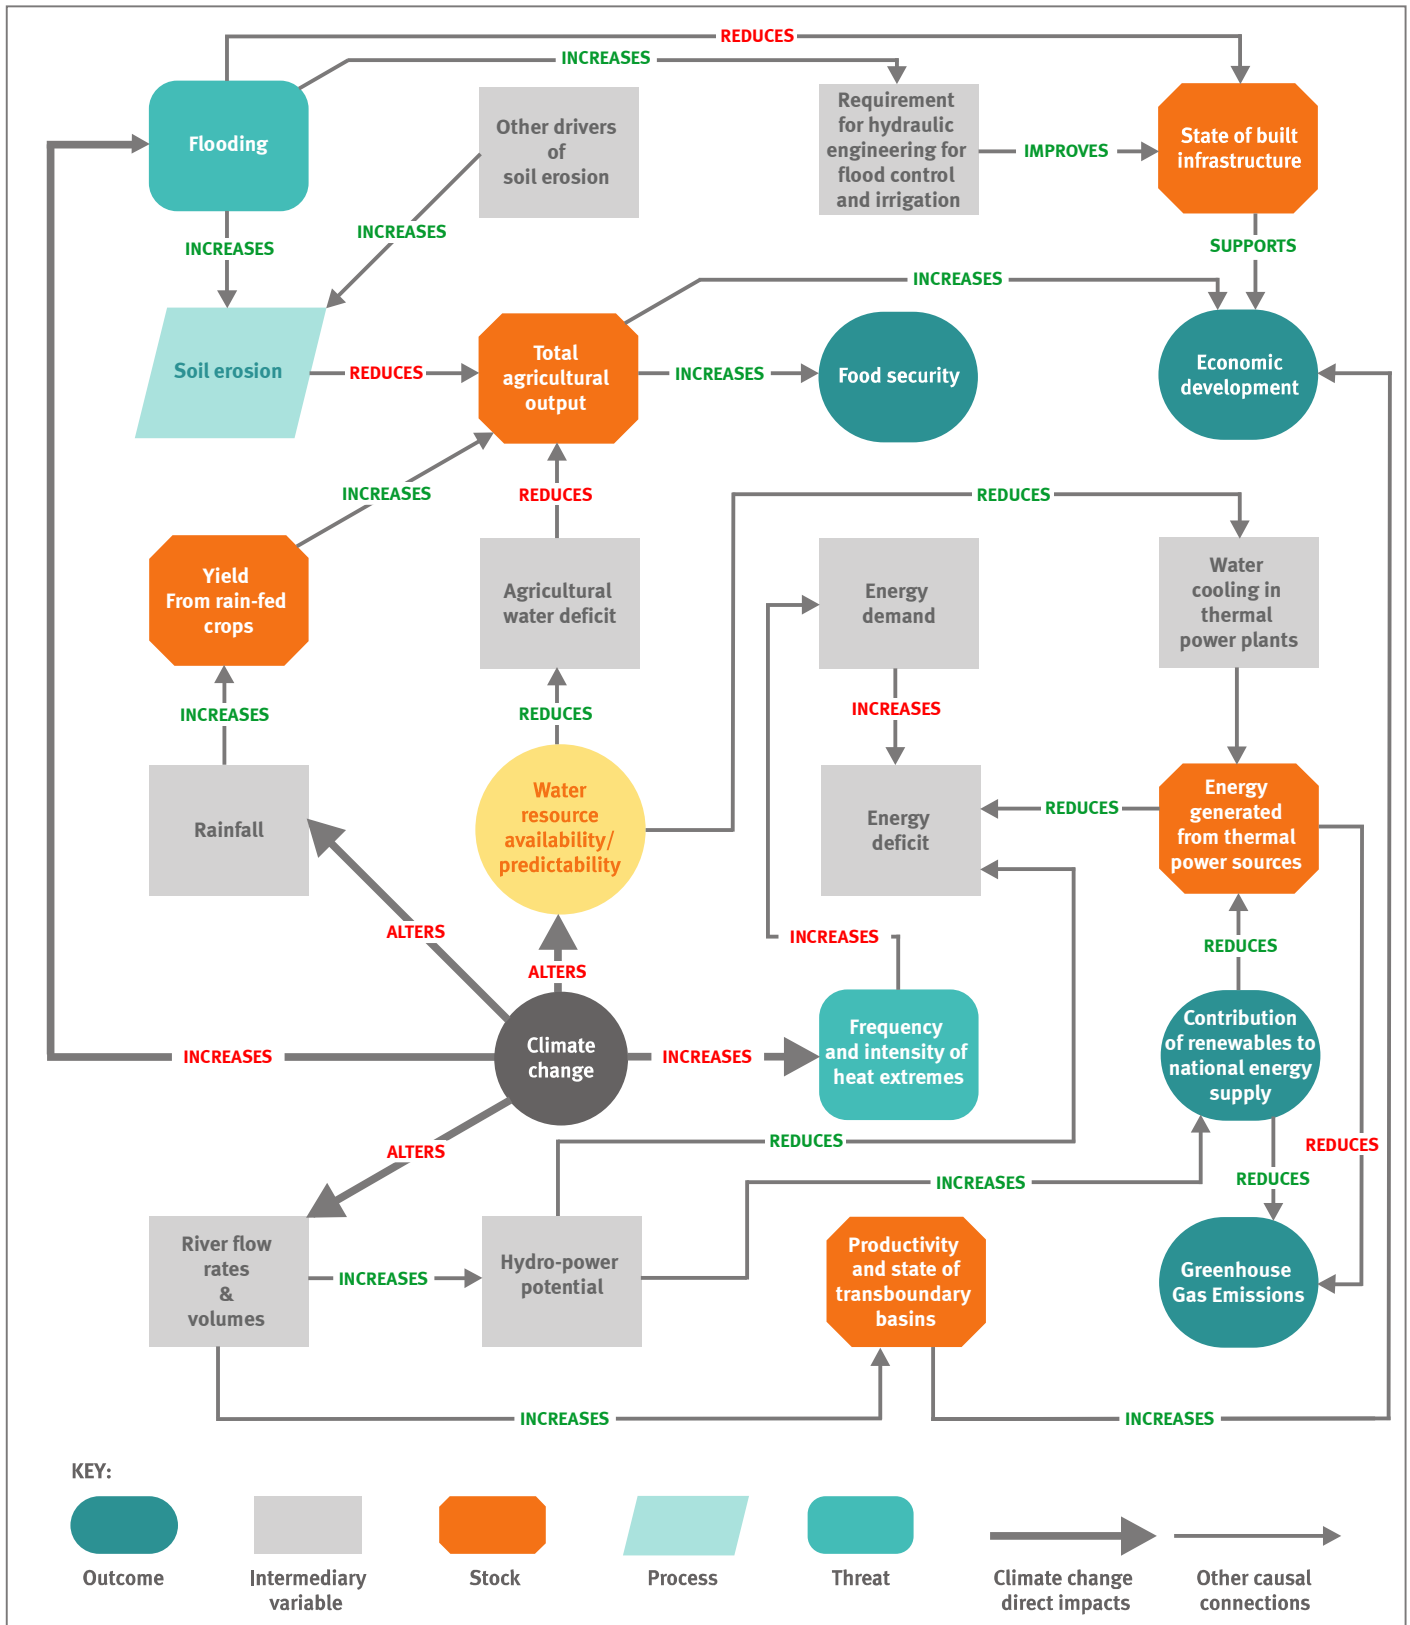 REDUCES
INCREASES
Flooding
Other drivers
of
soil erosion
Requirement
for hydraulic
engineering for
flood control
and irrigation
IMPROVES
State of built
infrastructure
INCREASES
INCREASES
SUPPORTS
INCREASES
Soil erosion
REDUCES
Total
agricultural
output
INCREASES
Food security
Economic
development
INCREASES
REDUCES
REDUCES
Yield
From rain-fed
crops
Agricultural
water deficit
Energy
demand
Water
cooling in
thermal
power plants
INCREASES
REDUCES
INCREASES
Rainfall
Water
resource
availability/
predictability
Energy
deficit
REDUCES
Energy
generated
from thermal
power sources
ALTERS
ALTERS
INCREASES
REDUCES
INCREASES
Climate
change
INCREASES
Frequency
and intensity of
heat extremes
Contribution
of renewables to
national energy
supply
ALTERS
REDUCES
REDUCES
INCREASES
REDUCES
River flow
rates
&
volumes
INCREASES
Hydro-power
potential
Productivity
and state of
transboundary
basins
Greenhouse
Gas Emissions
INCREASES
INCREASES
KEY:
Outcome
Intermediary
variable
Stock
Process
Threat
Climate change
direct impacts
Other causal
connections